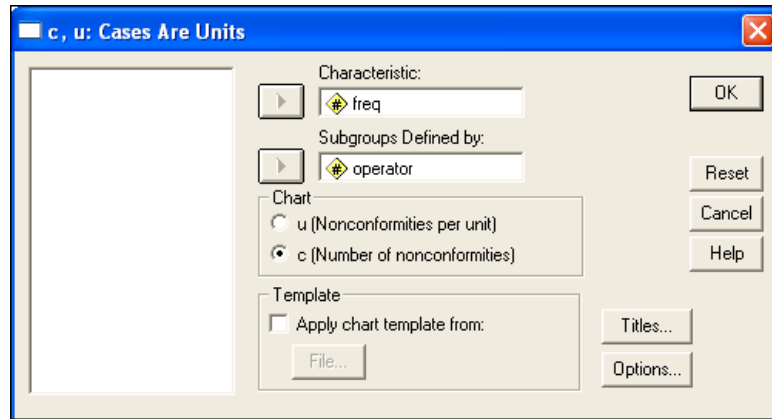 c, u: Cases Are Units
Characteristic:
# freq
OK
Subgroups Defined by:
# operator
Reset
Chart
u (Nonconformities per unit)
Cancel
c (Number of nonconformities)
Help
Template
Apply chart template from:
Titles...
File...
Options...